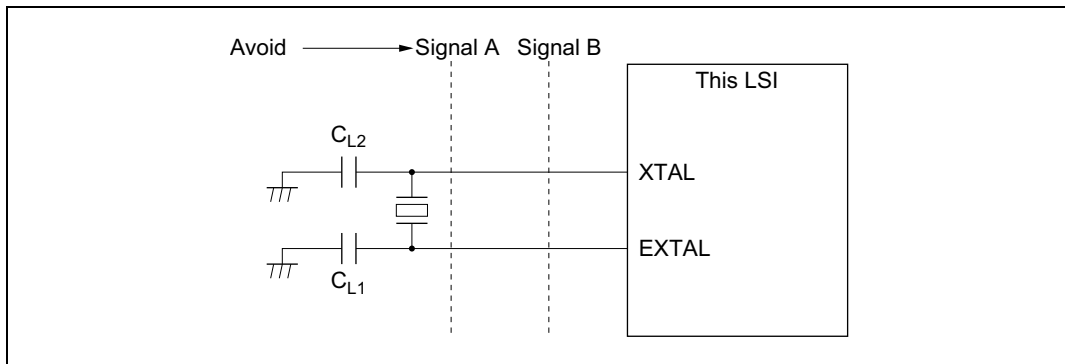 Avoid Signal A Signal B
This LSI
CL2
XTAL
EXTAL
CL1